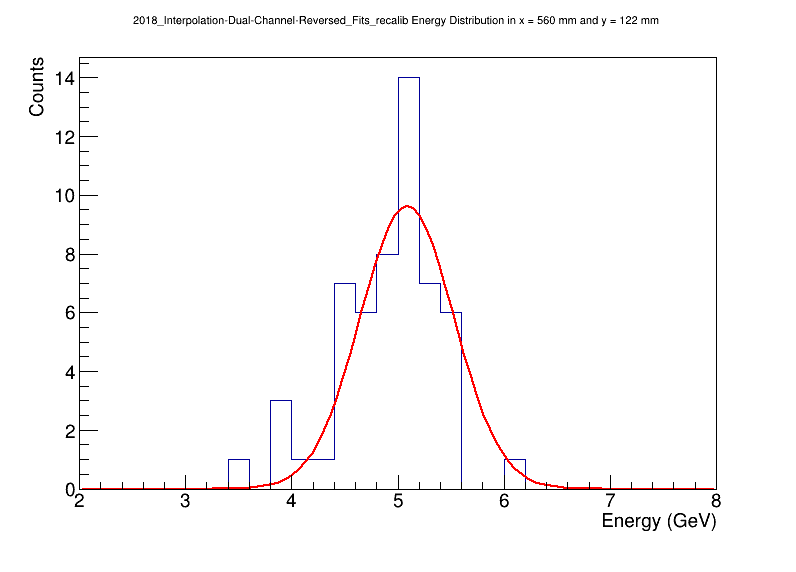 2018_Interpolation-Dual-Channel-Reversed_Fits_recalib Energy Distribution in x = 560 mm and y = 122 mm
Counts
14
12
10
8
6
4
2
0
2 3 4 5 6 7 8
Energy (GeV)